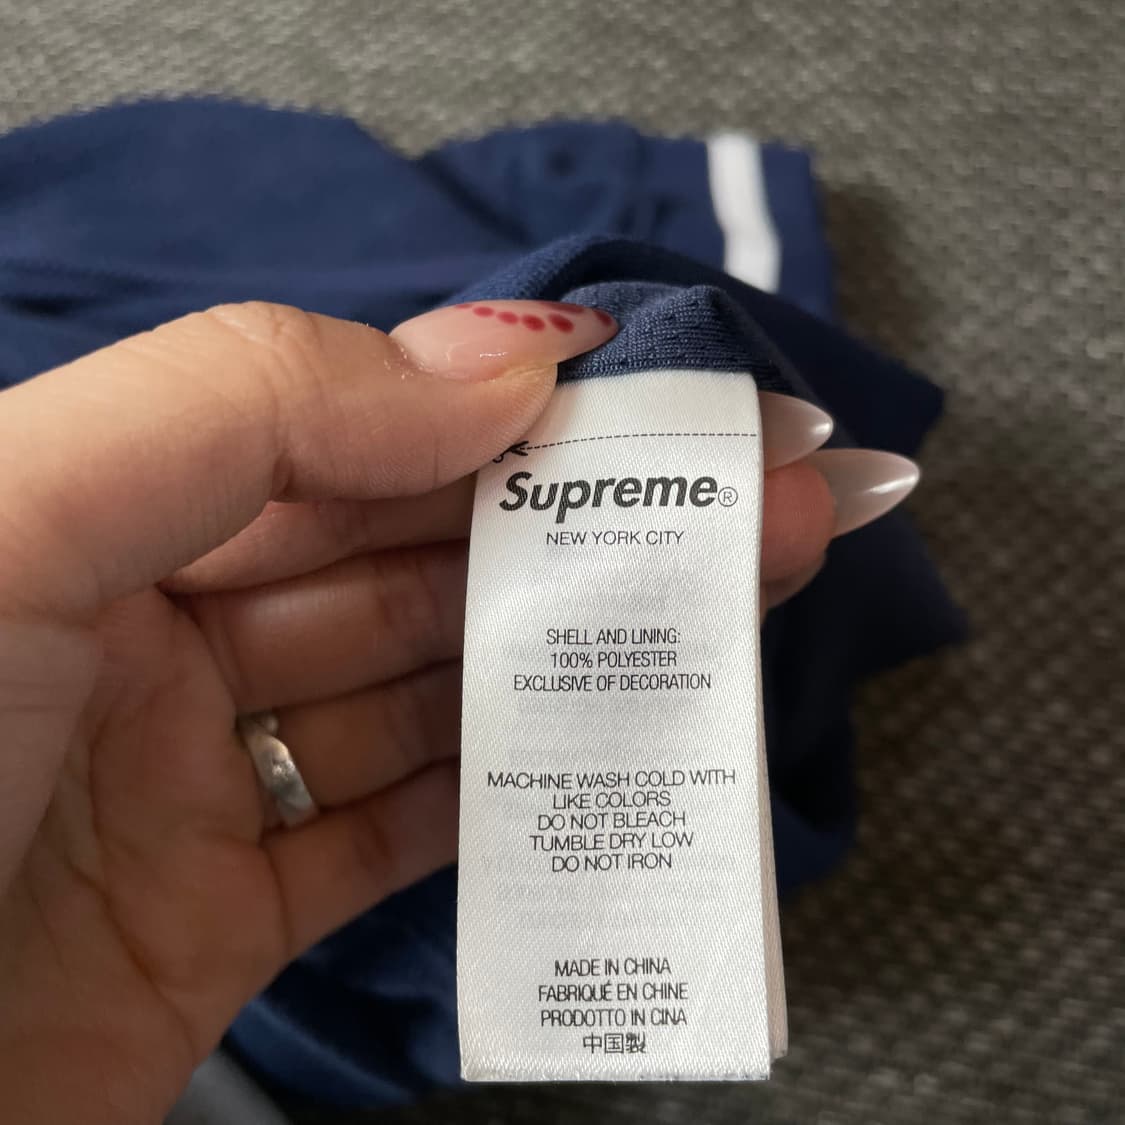 Supreme®
NEW YORK CITY
SHELL AND LINING:
100% POLYESTER
EXCLUSIVE OF DECORATION
MACHINE WASH COLD WITH
LIKE COLORS
DO NOT BLEACH
TUMBLE DRY LOW
DO NOT IRON
MADE IN CHINA
FABRIQUÉ EN CHINE
PRODOTTO IN CINA
中国製